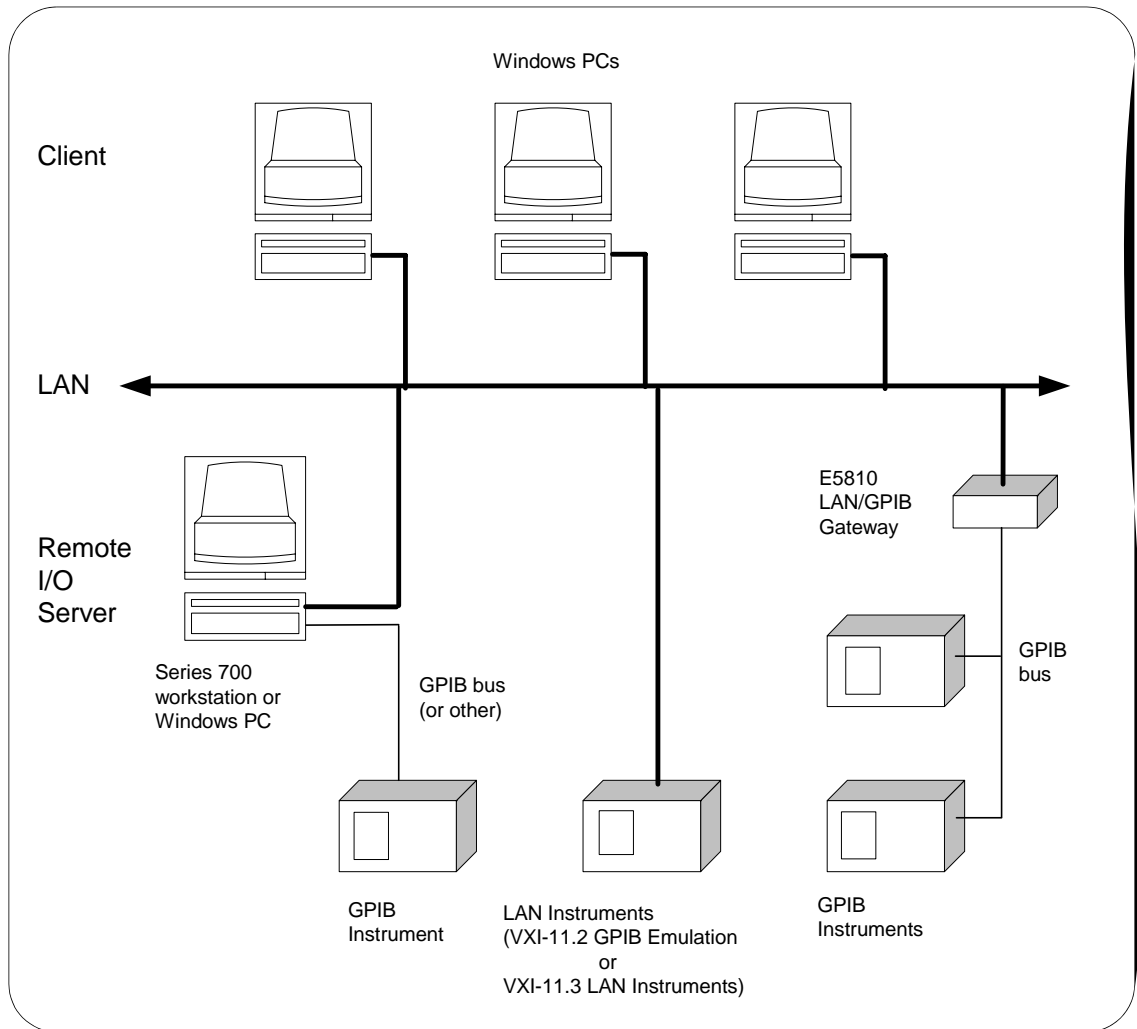 Windows PCs
Client
LAN
E5810
LAN/GPIB
Gateway
Remote
I/O
Server
Series 700
workstation or
Windows PC
GPIB bus
(or other)
GPIB
bus
GPIB
Instrument
LAN Instruments
(VXI-11.2 GPIB Emulation
or
VXI-11.3 LAN Instruments)
GPIB
Instruments